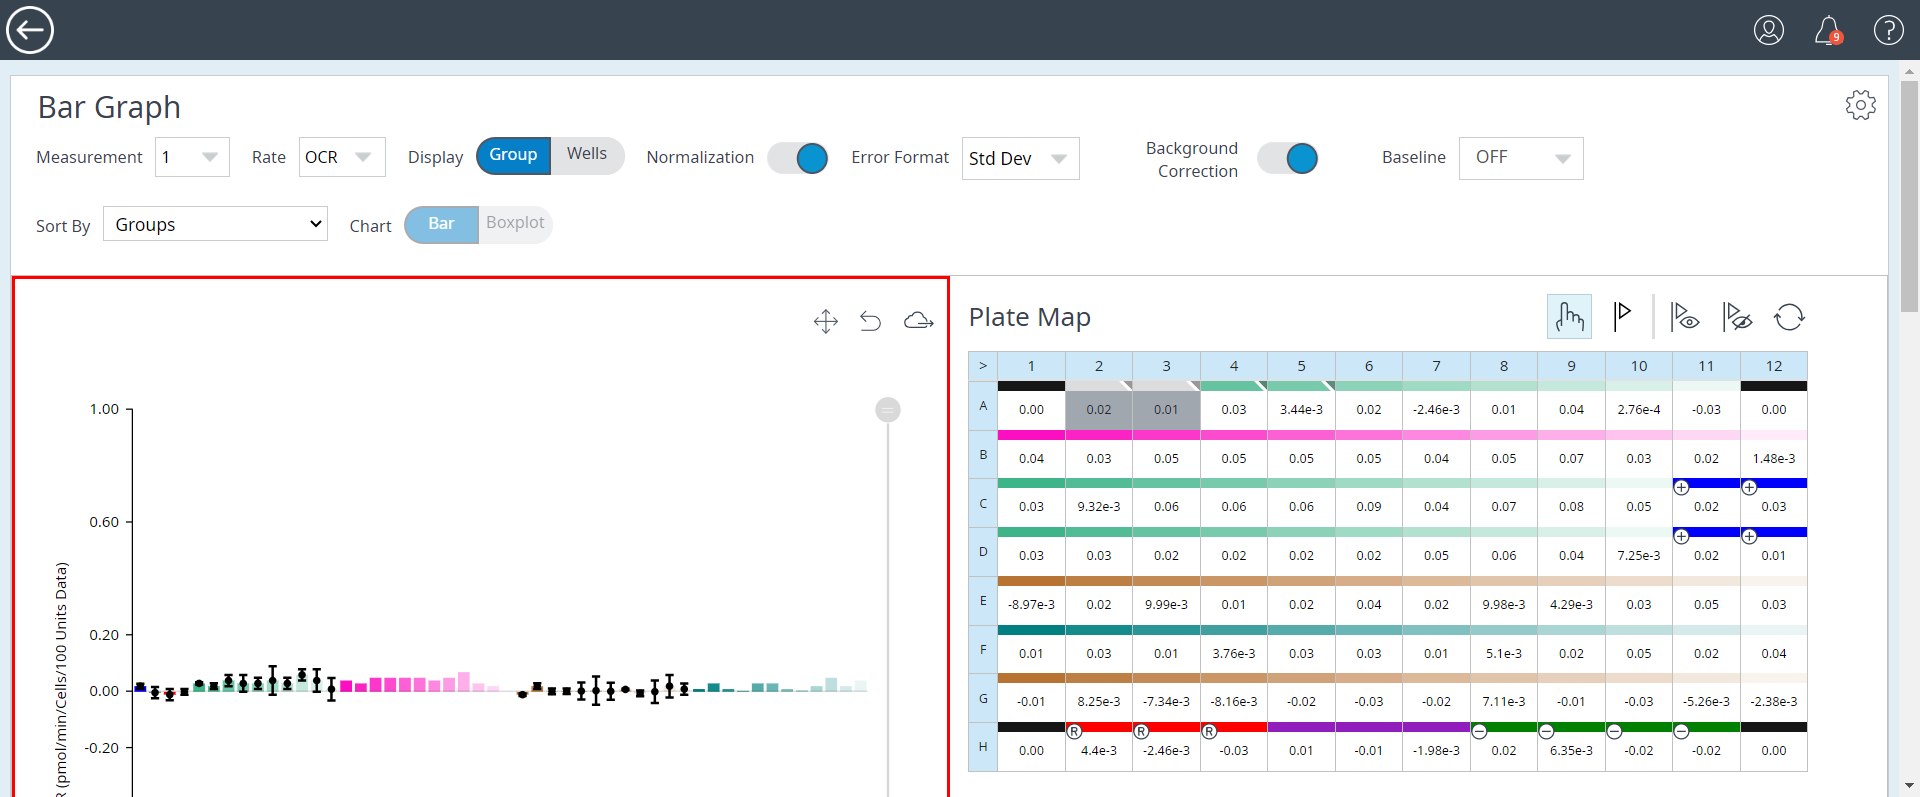 9
Bar Graph
Measurement 1 Rate OCR Display Group Wells Normalization Error Format Std Dev Background Correction Baseline OFF
Sort By Groups Chart Bar Boxplot
1.00
0.60
0.20
0.00
-0.20
R (pmol/min/Cells/100 Units Data)
Plate Map
> 1 2 3 4 5 6 7 8 9 10 11 12
A 0.00 0.02 0.01 0.03 3.44e-3 0.02 -2.46e-3 0.01 0.04 2.76e-4 -0.03 0.00
B 0.04 0.03 0.05 0.05 0.05 0.05 0.04 0.05 0.07 0.03 0.02 1.48e-3
C 0.03 9.32e-3 0.06 0.06 0.06 0.09 0.04 0.07 0.08 0.05 0.02 0.03
D 0.03 0.03 0.02 0.02 0.02 0.02 0.05 0.06 0.04 7.25e-3 0.02 0.01
E -8.97e-3 0.02 9.99e-3 0.01 0.02 0.04 0.02 9.98e-3 4.29e-3 0.03 0.05 0.03
F 0.01 0.03 0.01 3.76e-3 0.03 0.03 0.01 5.1e-3 0.02 0.05 0.02 0.04
G -0.01 8.25e-3 -7.34e-3 -8.16e-3 -0.02 -0.03 -0.02 7.11e-3 -0.01 -0.03 -5.26e-3 -2.38e-3
R R R
H 0.00 4.4e-3 -2.46e-3 -0.03 0.01 -0.01 -1.98e-3 0.02 6.35e-3 -0.02 -0.02 0.00